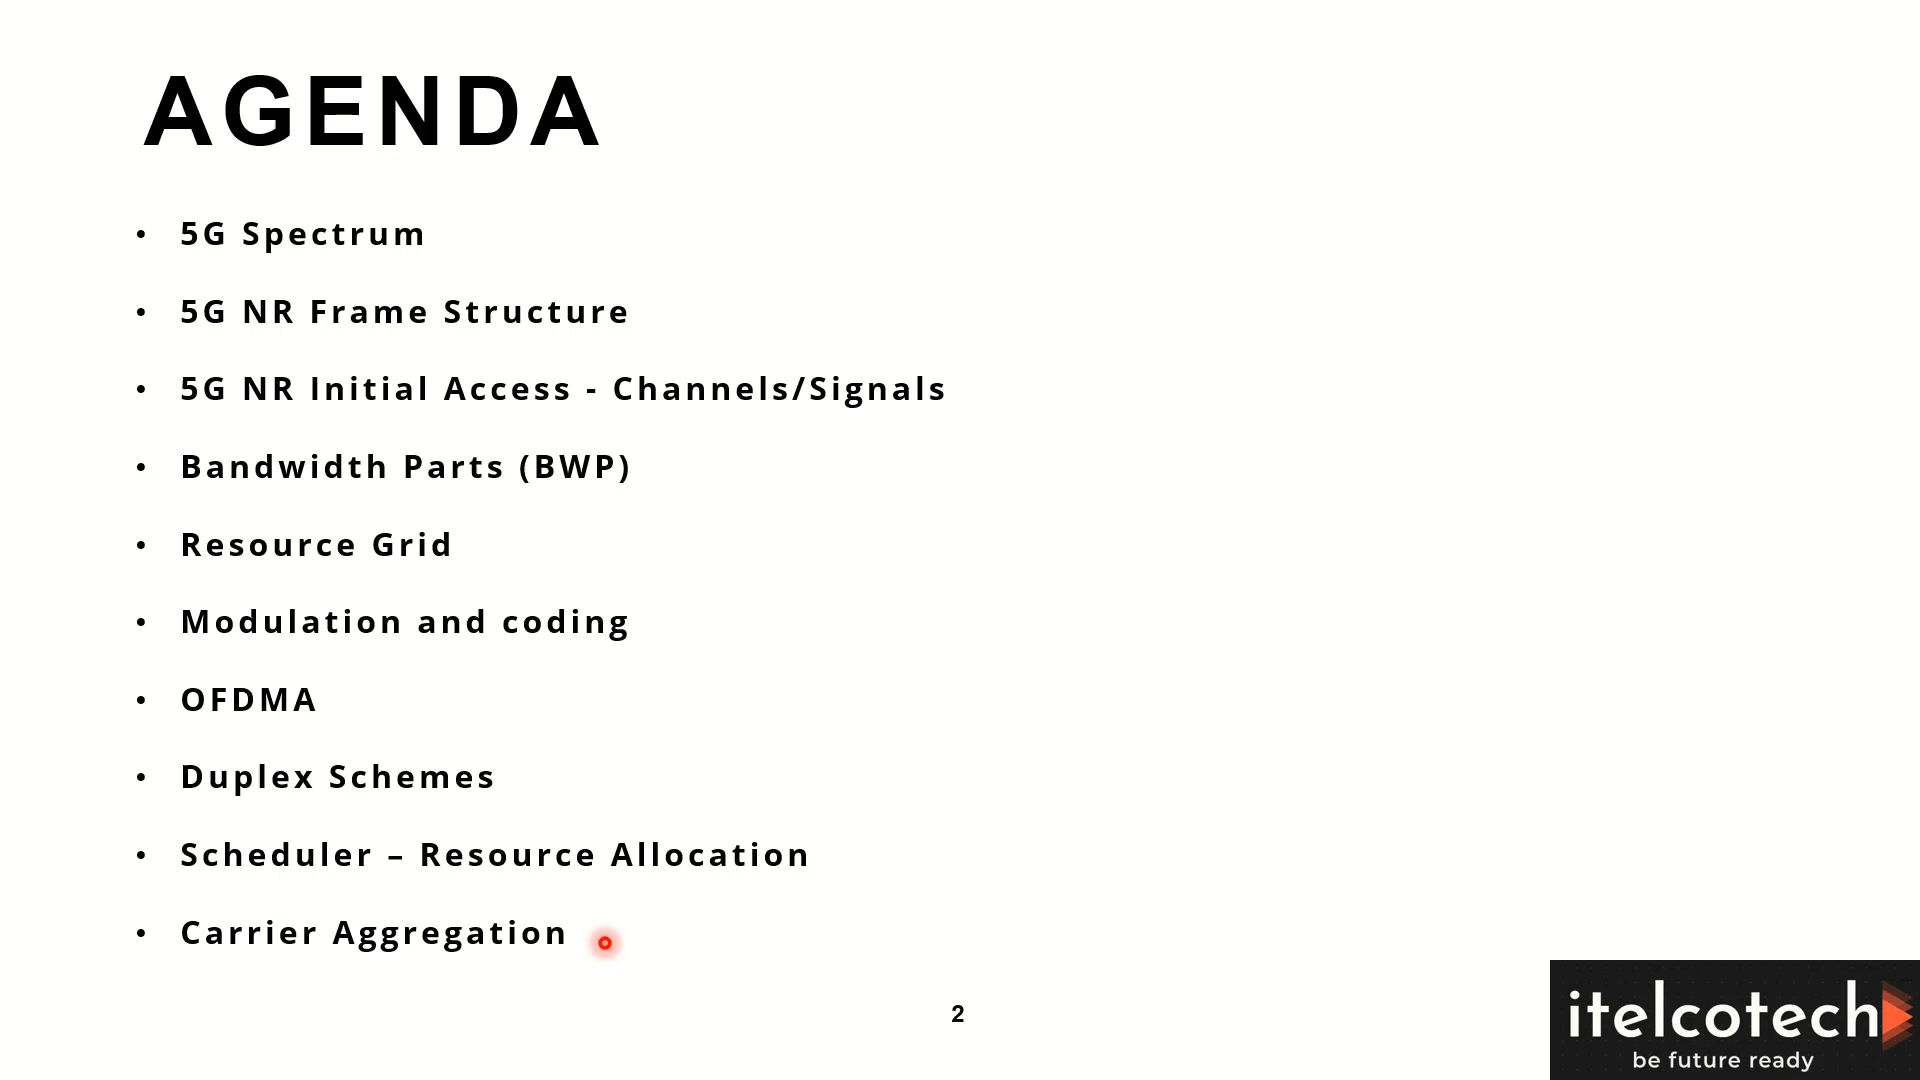 AGENDA
• 5G Spectrum
• 5G NR Frame Structure
• 5G NR Initial Access - Channels/Signals
• Bandwidth Parts (BWP)
• Resource Grid
• Modulation and coding
• OFDMA
• Duplex Schemes
• Scheduler – Resource Allocation
• Carrier Aggregation
2
itelcotech
be future ready